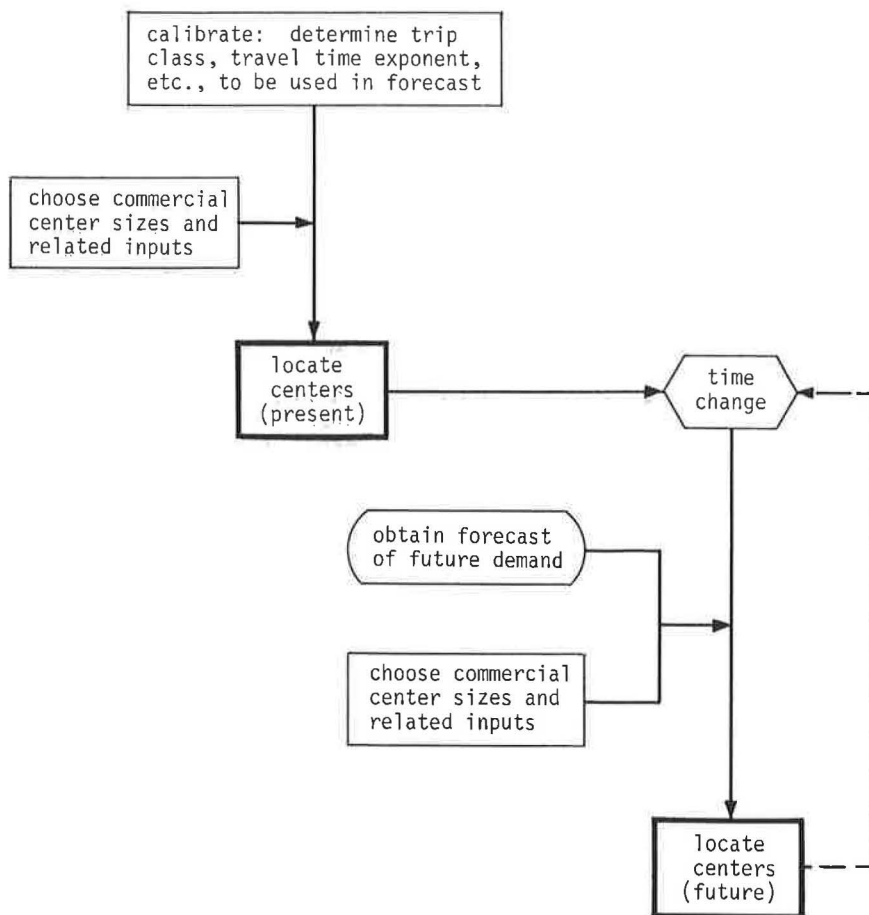 calibrate: determine trip
class, travel time exponent,
etc., to be used in forecast
choose commercial
center sizes and
related inputs
locate
centers
(present)
time
change
obtain forecast
of future demand
choose commercial
center sizes and
related inputs
locate
centers
(future)